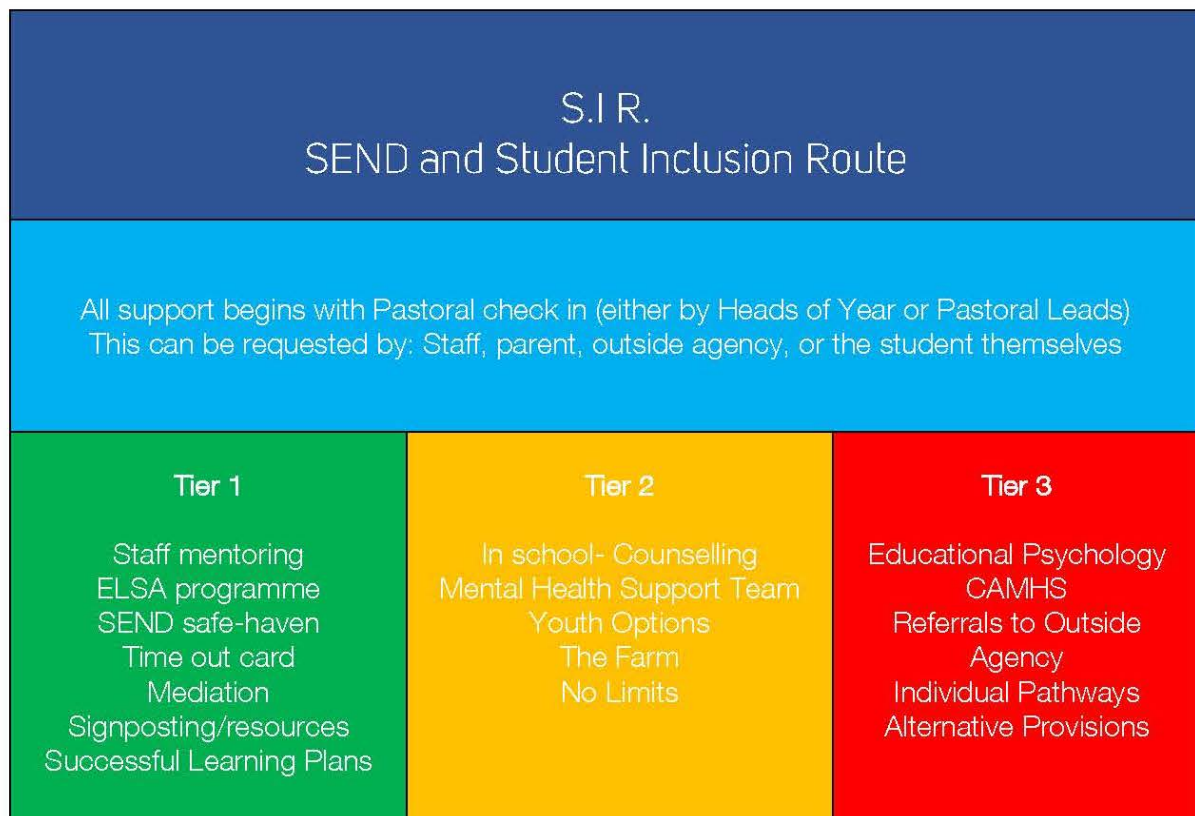 S.I R.
SEND and Student Inclusion Route
All support begins with Pastoral check in (either by Heads of Year or Pastoral Leads)
This can be requested by: Staff, parent, outside agency, or the student themselves
Tier 1
Staff mentoring
ELSA programme
SEND safe-haven
Time out card
Mediation
Signposting/resources
Successful Learning Plans
Tier 2
In school- Counselling
Mental Health Support Team
Youth Options
The Farm
No Limits
Tier 3
Educational Psychology
CAMHS
Referrals to Outside
Agency
Individual Pathways
Alternative Provisions